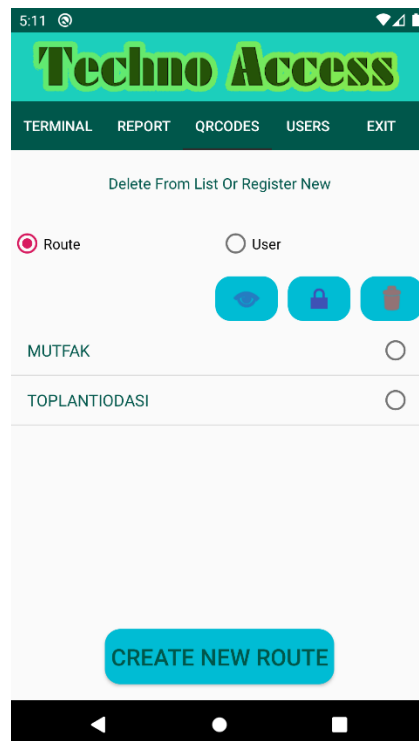 5:11
Techno Access
TERMINAL REPORT QRCODES USERS EXIT
Delete From List Or Register New
Route User
MUTFAK
TOPLANTIODASI
CREATE NEW ROUTE